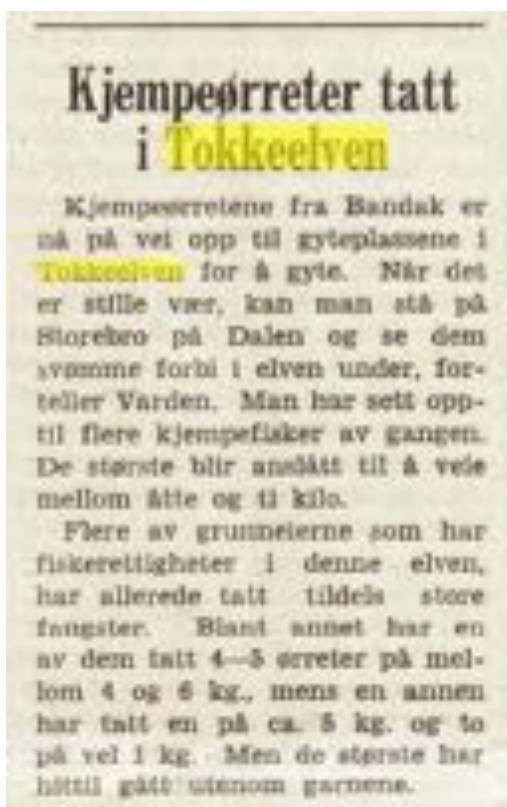 Kjempeørreter tatt
i Tokkeelven
Kjempeørretene fra Bandak er
nå på vei opp til gyteplassene i
Tokkeelven for å gyte. Når det
er stille vær, kan man stå på
Storebro på Dalen og se dem
svømme forbi i elven under, for-
teller Varden. Man har sett opp-
til flere kjempefisker av gangen.
De største blir anslått til å veie
mellom åtte og ti kilo.
Flere av grunneierne som har
fiskerettigheter i denne elven,
har allerede tatt tildels store
fangster. Blant annet har en
av dem tatt 4—5 ørreter på mel-
lom 4 og 6 kg., mens en annen
har tatt en på ca. 5 kg. og to
på vel 1 kg. Men de største har
hittil gått utenom garnene.